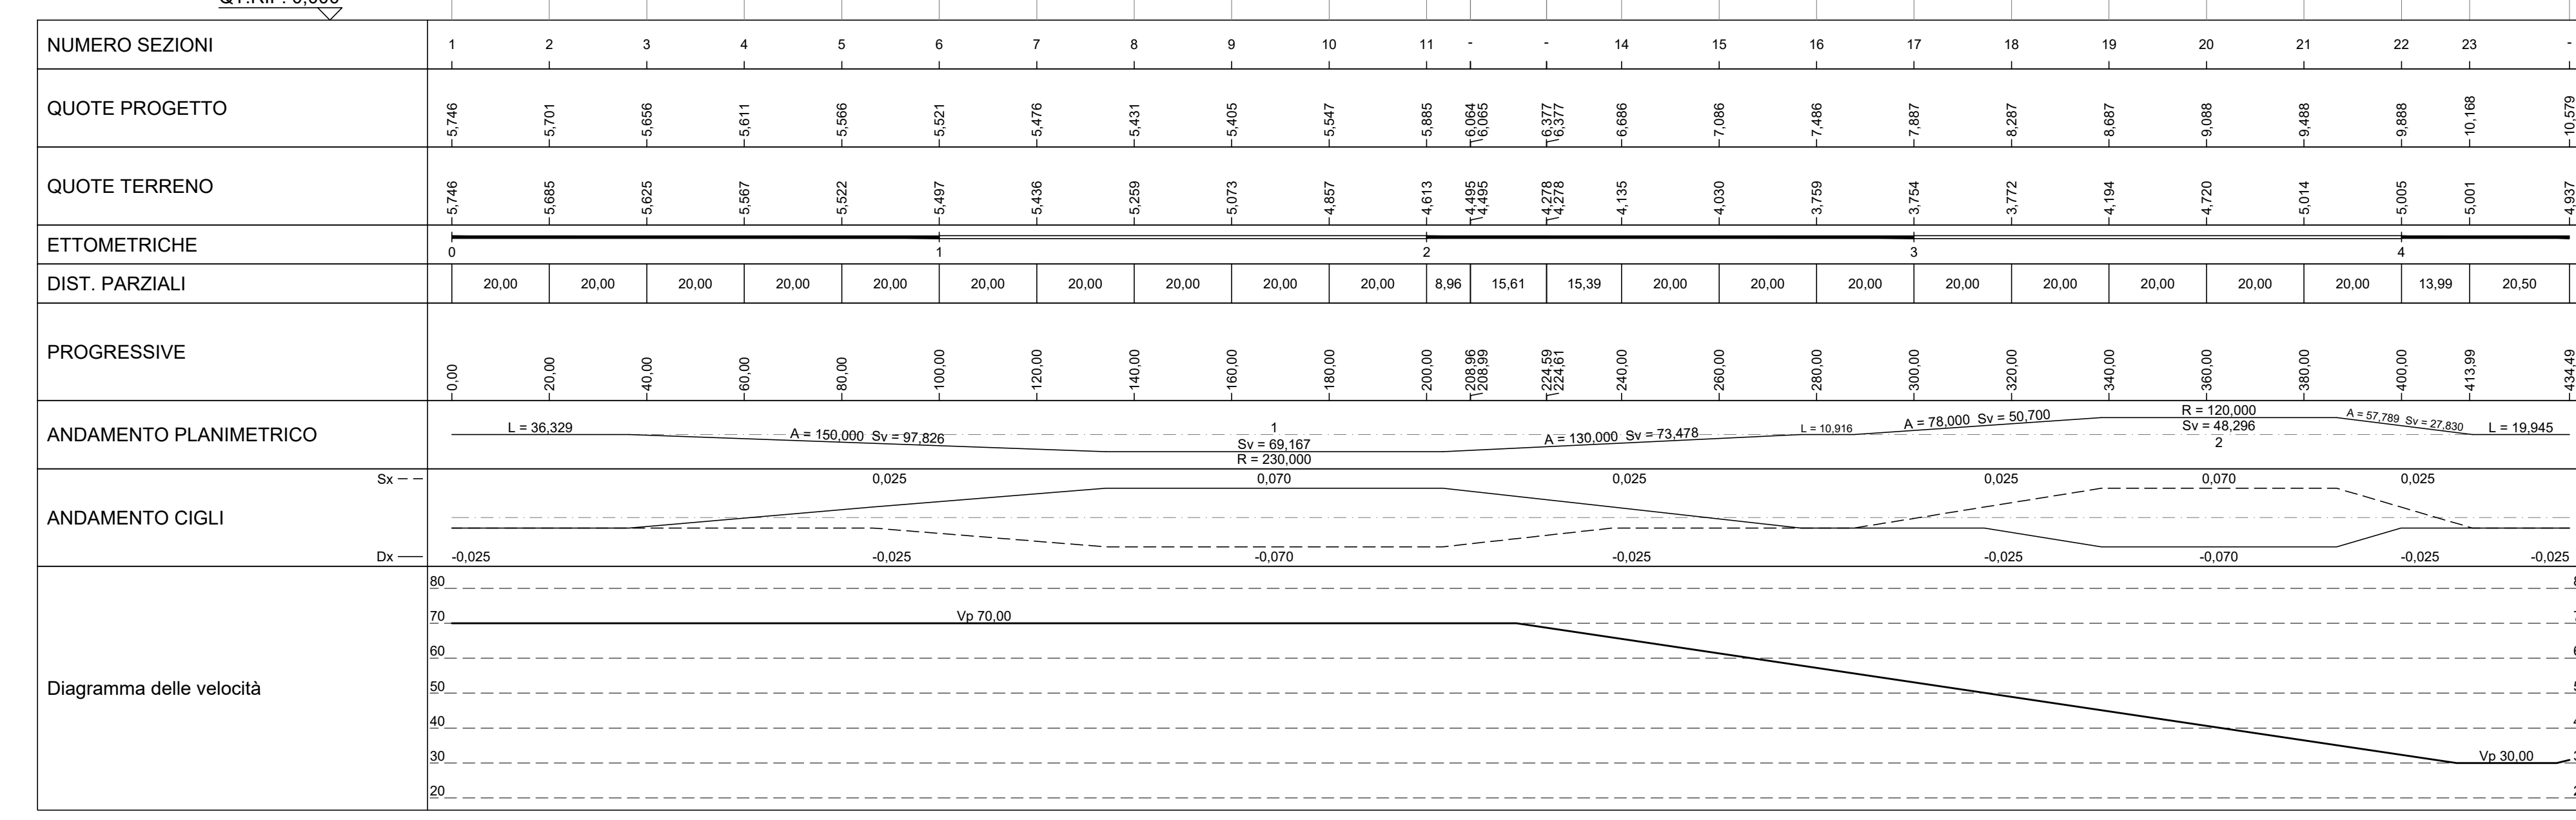 NUMERO SEZIONI 1 2 3 4 5 6 7 8 9 10 11 - - 14 15 16 17 18 19 20 21 22 23 -
QUOTE PROGETTO 5,746 5,701 5,656 5,611 5,566 5,521 5,476 5,431 5,405 5,547 5,885 6,064 6,065 6,377 6,377 6,686 7,086 7,486 7,887 8,287 8,687 9,088 9,488 9,888 10,168 10,579
QUOTE TERRENO 5,746 5,685 5,625 5,567 5,522 5,497 5,436 5,259 5,073 4,857 4,613 4,495 4,495 4,278 4,278 4,135 4,030 3,759 3,754 3,772 4,194 4,720 5,014 5,005 5,001 4,937
ETTOMETRICHE 0 1 2 3 4
DIST. PARZIALI 20,00 20,00 20,00 20,00 20,00 20,00 20,00 20,00 20,00 20,00 8,96 15,61 15,39 20,00 20,00 20,00 20,00 20,00 20,00 20,00 20,00 13,99 20,50
PROGRESSIVE 0,00 20,00 40,00 60,00 80,00 100,00 120,00 140,00 160,00 180,00 200,00 208,96 208,99 224,59 224,61 240,00 260,00 280,00 300,00 320,00 340,00 360,00 380,00 400,00 413,99 434,49
ANDAMENTO PLANIMETRICO
L = 36,329
A = 150,000 Sv = 97,826
1
Sv = 69,167
R = 230,000
A = 130,000 Sv = 73,478
L = 10,916
A = 78,000 Sv = 50,700
R = 120,000
Sv = 48,296
2
A = 57,789 Sv = 27,830
L = 19,945
Sx 0,025 0,070 0,025 0,025 0,070 0,025
ANDAMENTO CIGLI
Dx -0,025 -0,025 -0,070 -0,025 -0,025 -0,070 -0,025 -0,025
Diagramma delle velocità
80
70 Vp 70,00
60
50
40
30 Vp 30,00
20